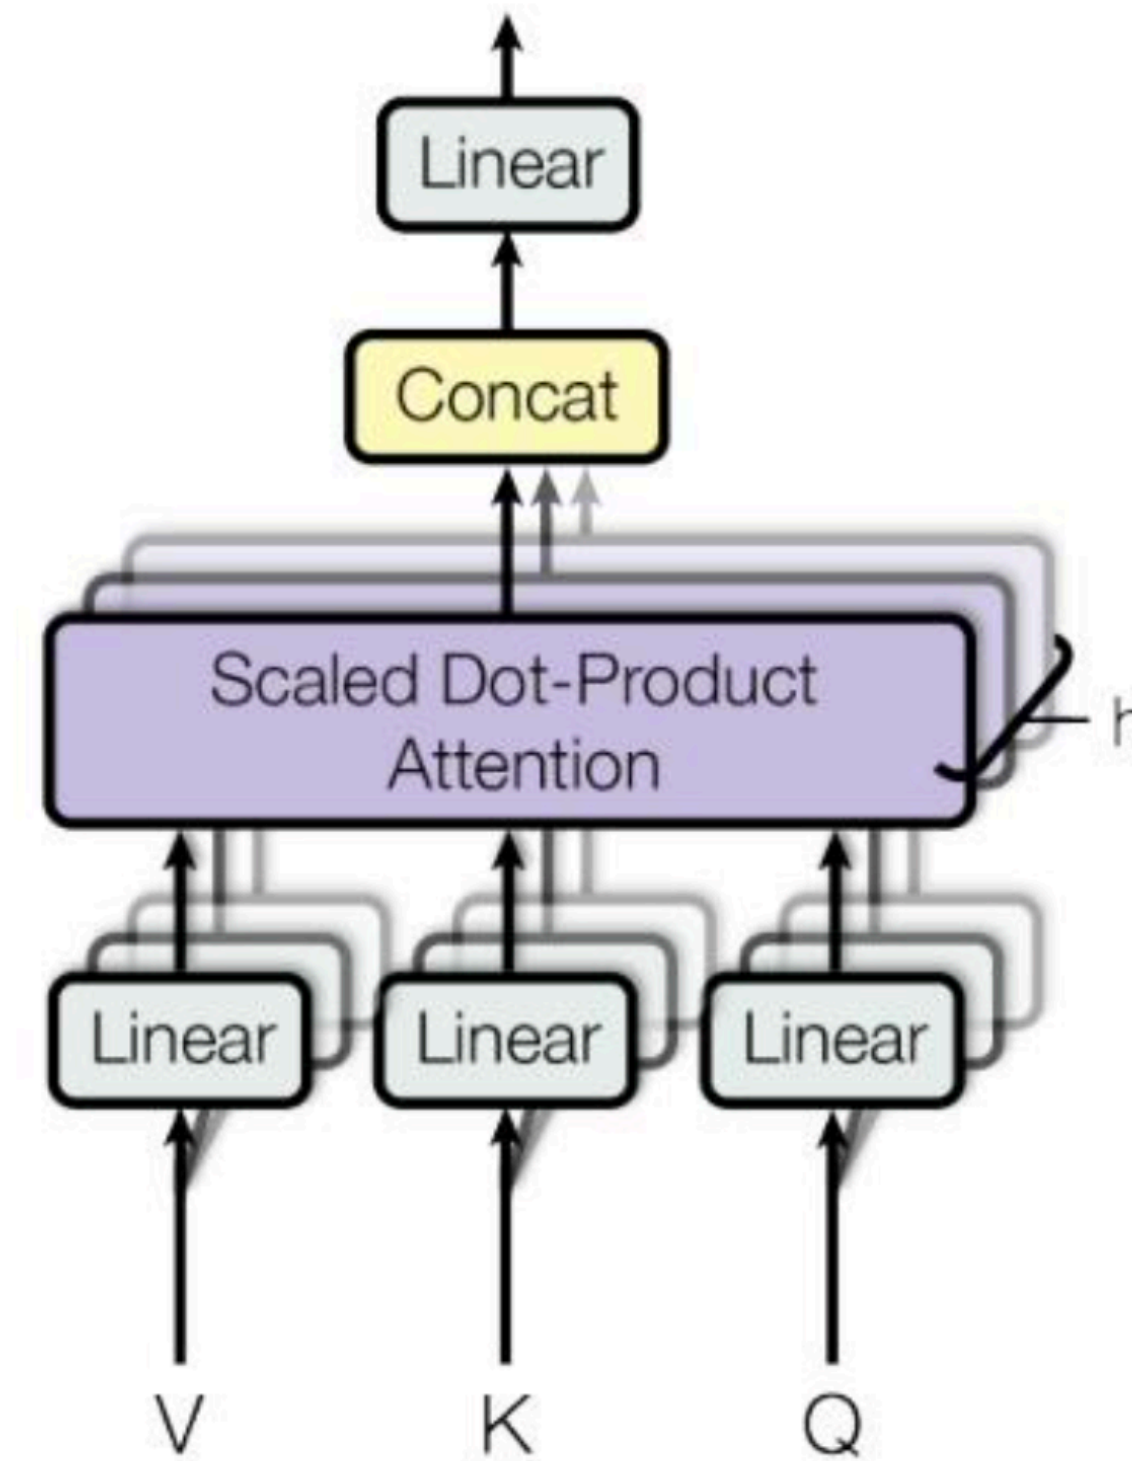 Linear
Concat
Scaled Dot-Product
Attention
h
Linear Linear Linear
V K Q